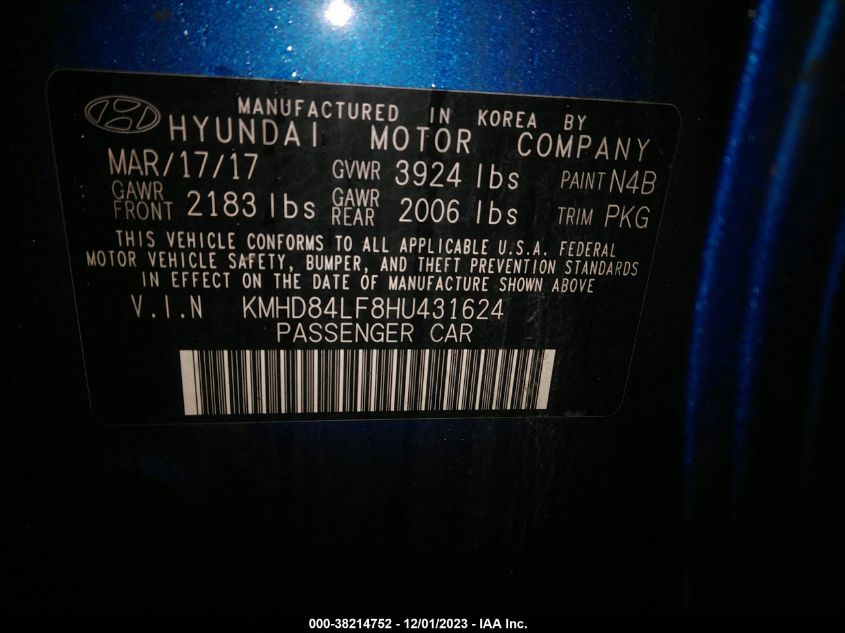 MANUFACTURED IN KOREA BY
HYUNDAI MOTOR COMPANY
MAR/17/17 GVWR 3924 lbs PAINT N4B
GAWR FRONT 2183 lbs GAWR REAR 2006 lbs TRIM PKG
THIS VEHICLE CONFORMS TO ALL APPLICABLE U.S.A. FEDERAL
MOTOR VEHICLE SAFETY, BUMPER, AND THEFT PREVENTION STANDARDS
IN EFFECT ON THE DATE OF MANUFACTURE SHOWN ABOVE
V.I.N KMHD84LF8HU431624
PASSENGER CAR
000-38214752 - 12/01/2023 - IAA Inc.